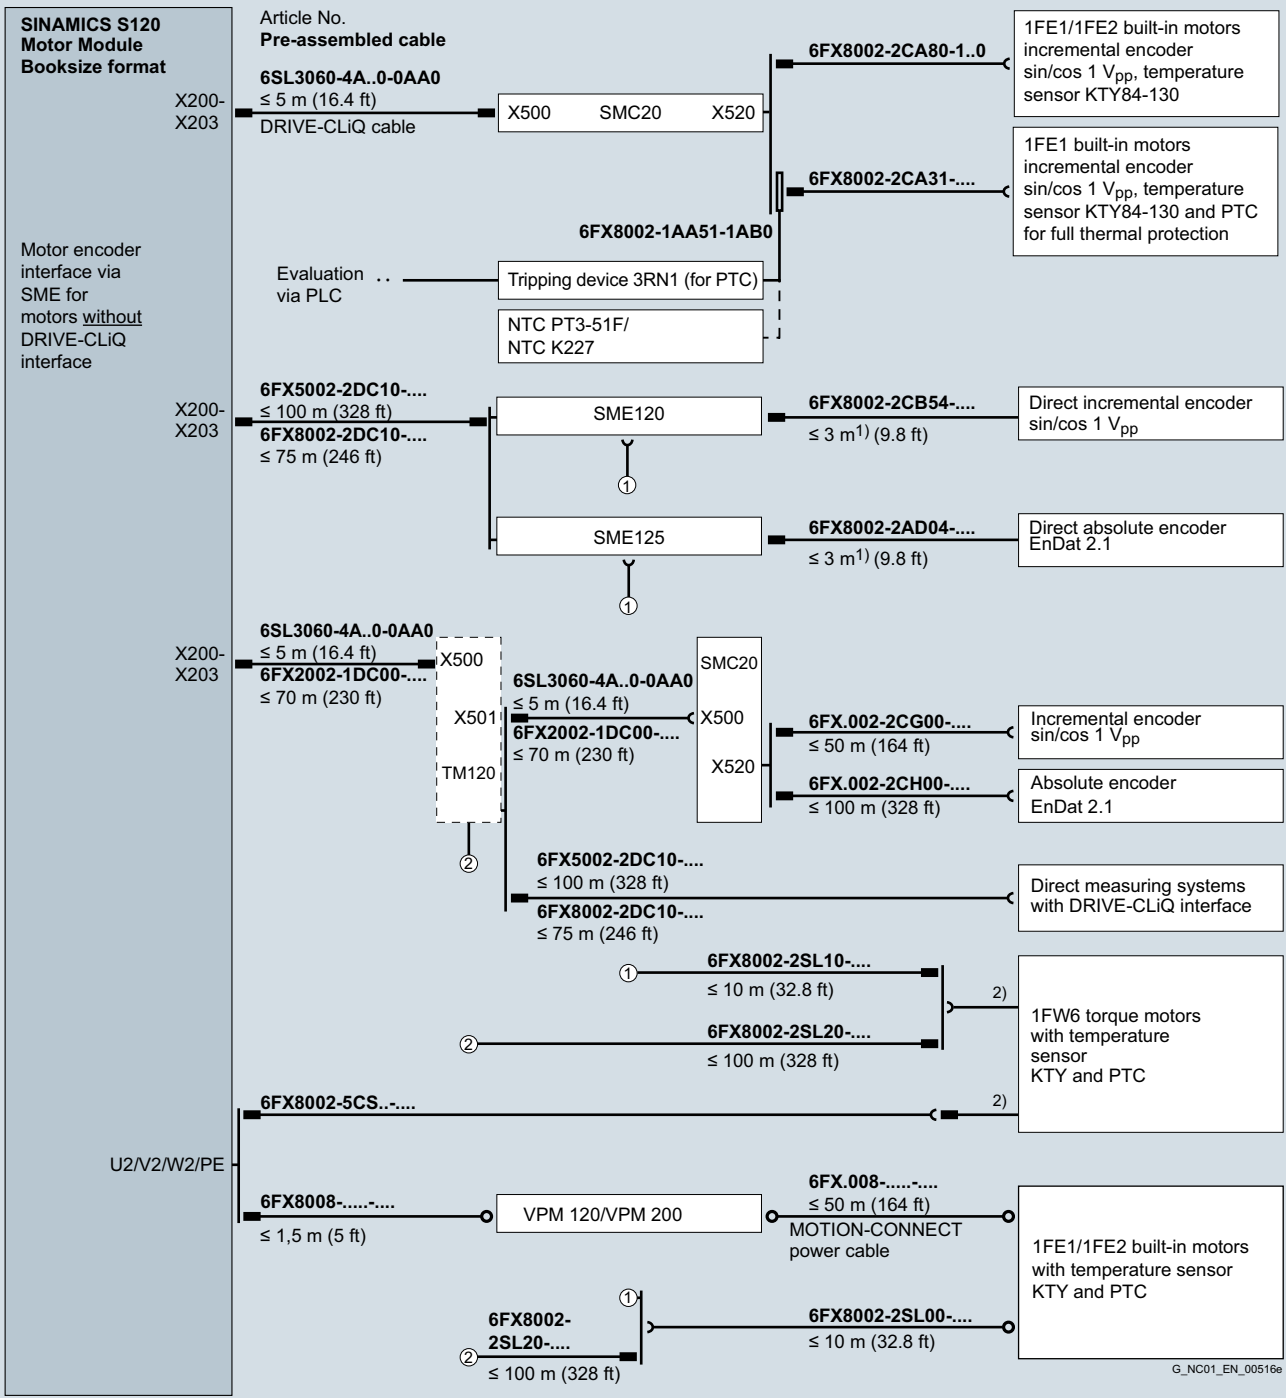 SINAMICS S120
Motor Module
Booksize format
Article No.
Pre-assembled cable
X200-
X203
6SL3060-4A..0-0AA0
≤ 5 m (16.4 ft)
DRIVE-CLiQ cable
X500 SMC20 X520
6FX8002-2CA80-1..0
1FE1/1FE2 built-in motors
incremental encoder
sin/cos 1 Vpp, temperature
sensor KTY84-130
6FX8002-2CA31-....
1FE1 built-in motors
incremental encoder
sin/cos 1 Vpp, temperature
sensor KTY84-130 and PTC
for full thermal protection
6FX8002-1AA51-1AB0
Motor encoder
interface via
SME for
motors without
DRIVE-CLiQ
interface
Evaluation ..
via PLC
Tripping device 3RN1 (for PTC)
NTC PT3-51F/
NTC K227
X200-
X203
6FX5002-2DC10-....
≤ 100 m (328 ft)
6FX8002-2DC10-....
≤ 75 m (246 ft)
SME120
1
6FX8002-2CB54-....
≤ 3 m1) (9.8 ft)
Direct incremental encoder
sin/cos 1 Vpp
SME125
1
6FX8002-2AD04-....
≤ 3 m1) (9.8 ft)
Direct absolute encoder
EnDat 2.1
X200-
X203
6SL3060-4A..0-0AA0
≤ 5 m (16.4 ft)
6FX2002-1DC00-....
≤ 70 m (230 ft)
X500
X501
TM120
2
6SL3060-4A..0-0AA0
≤ 5 m (16.4 ft)
6FX2002-1DC00-....
≤ 70 m (230 ft)
SMC20
X500
X520
6FX.002-2CG00-....
≤ 50 m (164 ft)
Incremental encoder
sin/cos 1 Vpp
6FX.002-2CH00-....
≤ 100 m (328 ft)
Absolute encoder
EnDat 2.1
6FX5002-2DC10-....
≤ 100 m (328 ft)
6FX8002-2DC10-....
≤ 75 m (246 ft)
Direct measuring systems
with DRIVE-CLiQ interface
1
6FX8002-2SL10-....
≤ 10 m (32.8 ft)
2
6FX8002-2SL20-....
≤ 100 m (328 ft)
2)
1FW6 torque motors
with temperature
sensor
KTY and PTC
6FX8002-5CS..-....
2)
U2/V2/W2/PE
6FX8008-.....-....
≤ 1,5 m (5 ft)
VPM 120/VPM 200
6FX.008-.....-....
≤ 50 m (164 ft)
MOTION-CONNECT
power cable
1FE1/1FE2 built-in motors
with temperature sensor
KTY and PTC
1
6FX8002-
2SL20-....
2
≤ 100 m (328 ft)
6FX8002-2SL00-....
≤ 10 m (32.8 ft)
G_NC01_EN_00516e